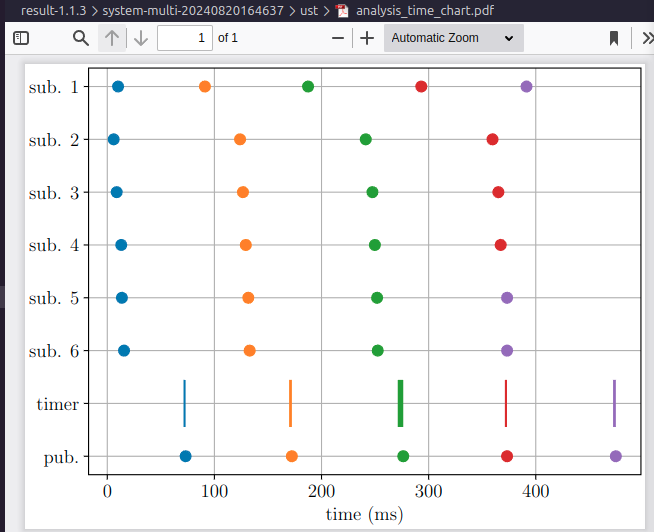 result-1.1.3 > system-multi-20240820164637 > ust > analysis_time_chart.pdf
1 of 1 Automatic Zoom
sub. 1
sub. 2
sub. 3
sub. 4
sub. 5
sub. 6
timer
pub.
0 100 200 300 400
time (ms)